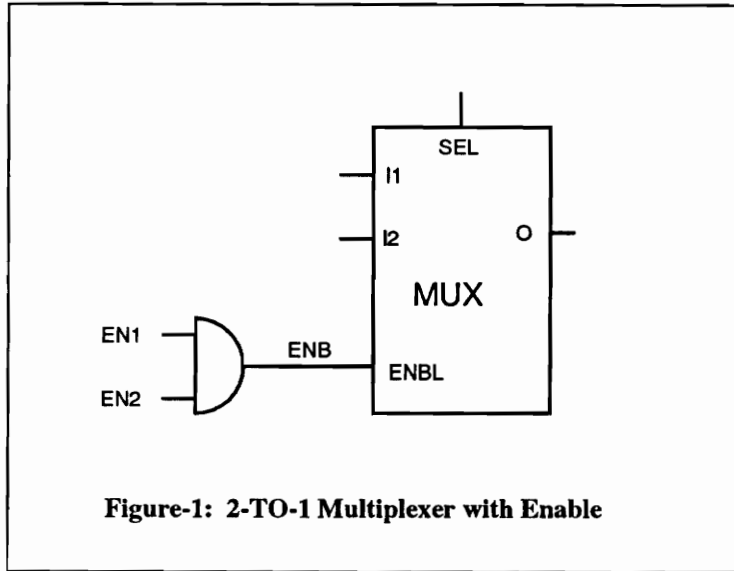 SEL
I1
I2
O
MUX
EN1
ENB
ENBL
EN2
Figure-1: 2-TO-1 Multiplexer with Enable